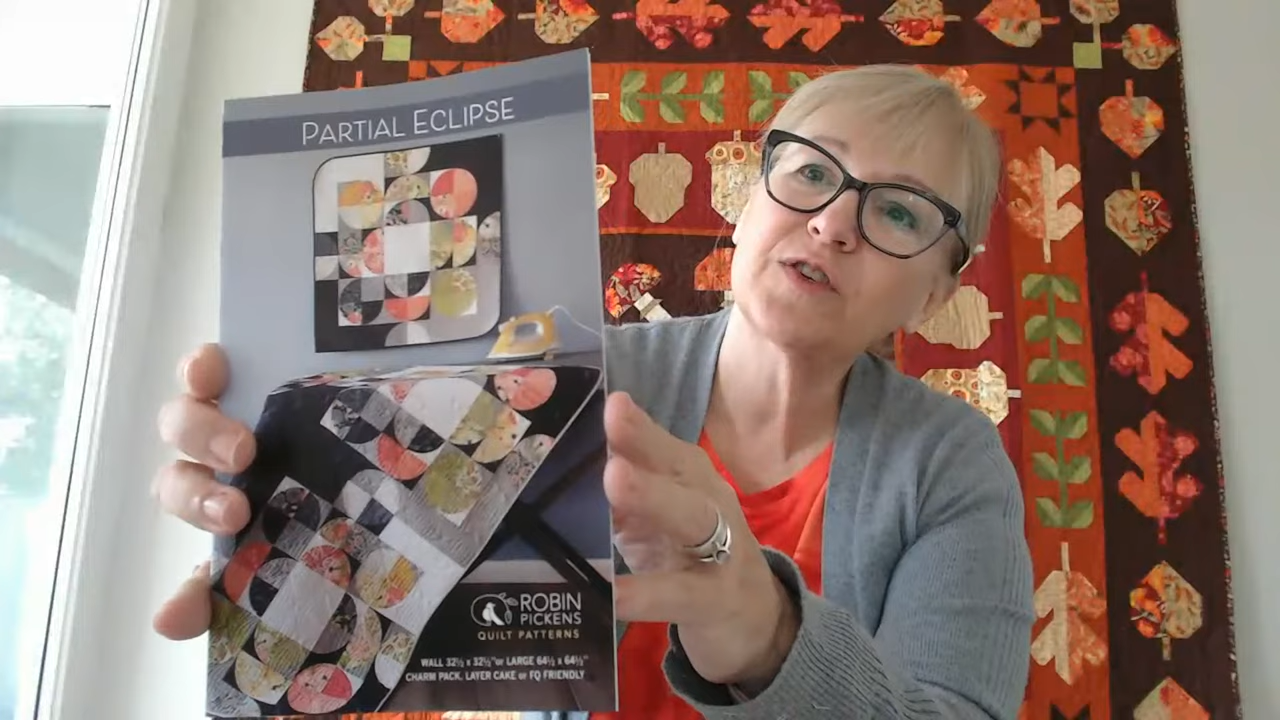 PARTIAL ECLIPSE
ROBIN
PICKENS
QUILT PATTERNS
WALL 32½ x 32½" or LARGE 64½ x 64½"
CHARM PACK, LAYER CAKE or FQ FRIENDLY